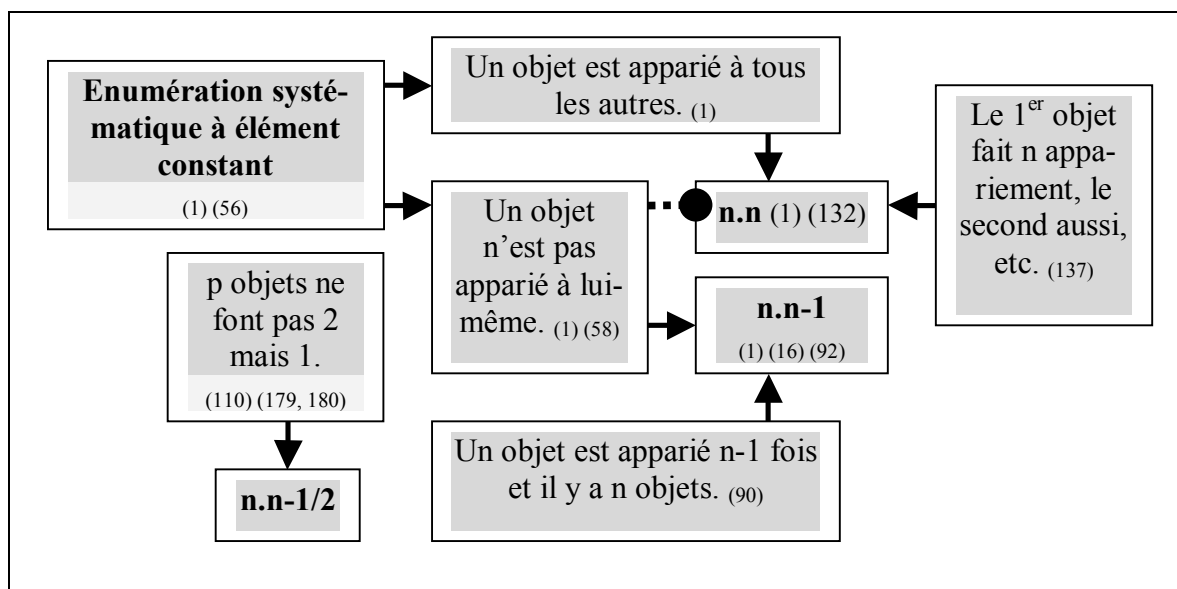 Enumération systé-
matique à élément
constant
(1) (56)
Un objet est apparié à tous
les autres. (1)
Le 1er objet
fait n appa-
riement, le
second aussi,
etc. (137)
Un objet
n’est pas
apparié à lui-
même. (1) (58)
n.n (1) (132)
p objets ne
font pas 2
mais 1.
(110) (179, 180)
n.n-1
(1) (16) (92)
Un objet est apparié n-1 fois
et il y a n objets. (90)
n.n-1/2